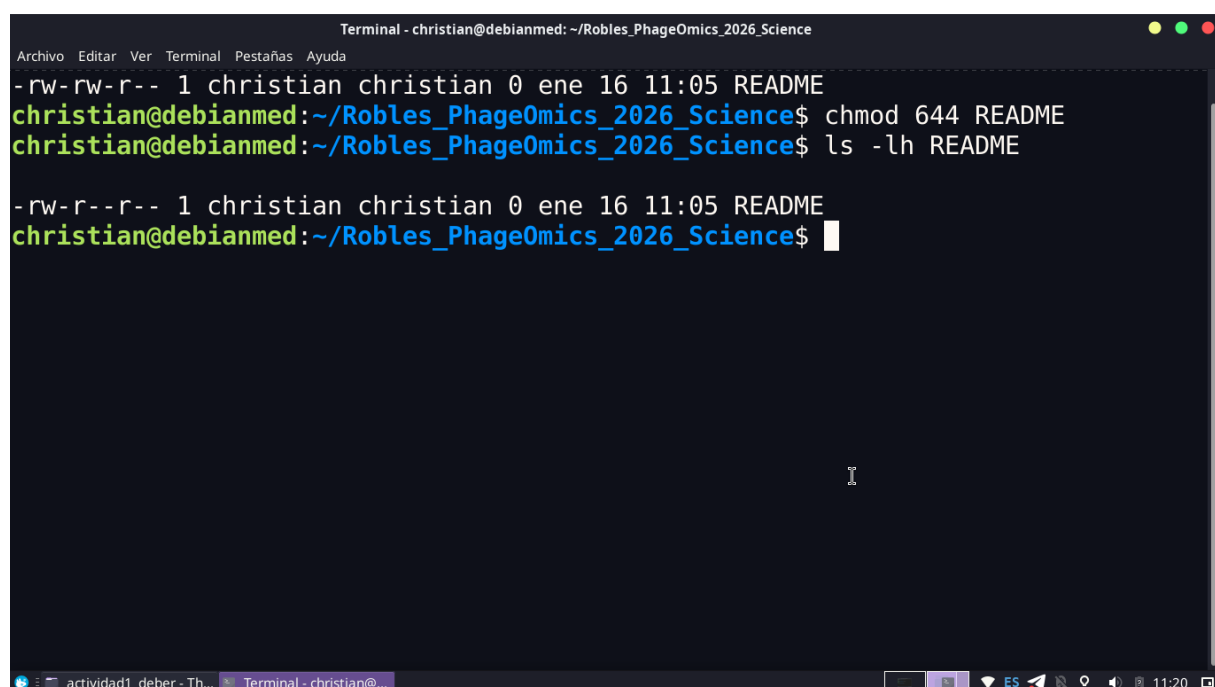 Terminal - christian@debianmed: ~/Robles_PhageOmics_2026_Science
Archivo Editar Ver Terminal Pestañas Ayuda
-rw-rw-r-- 1 christian christian 0 ene 16 11:05 README
christian@debianmed:~/Robles_PhageOmics_2026_Science$ chmod 644 README
christian@debianmed:~/Robles_PhageOmics_2026_Science$ ls -lh README
-rw-r--r-- 1 christian christian 0 ene 16 11:05 README
christian@debianmed:~/Robles_PhageOmics_2026_Science$
actividad1_deber - Th... Terminal - christian@... ES 11:20